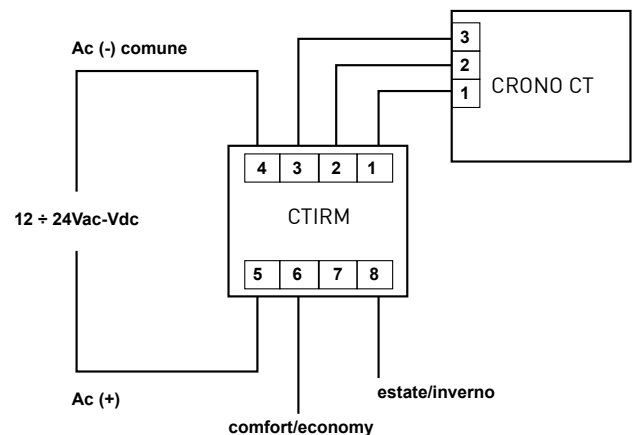 Ac (-) comune
3
2
1
CRONO CT
4 3 2 1
12 ÷ 24Vac-Vdc
CTIRM
5 6 7 8
Ac (+)
estate/inverno
comfort/economy